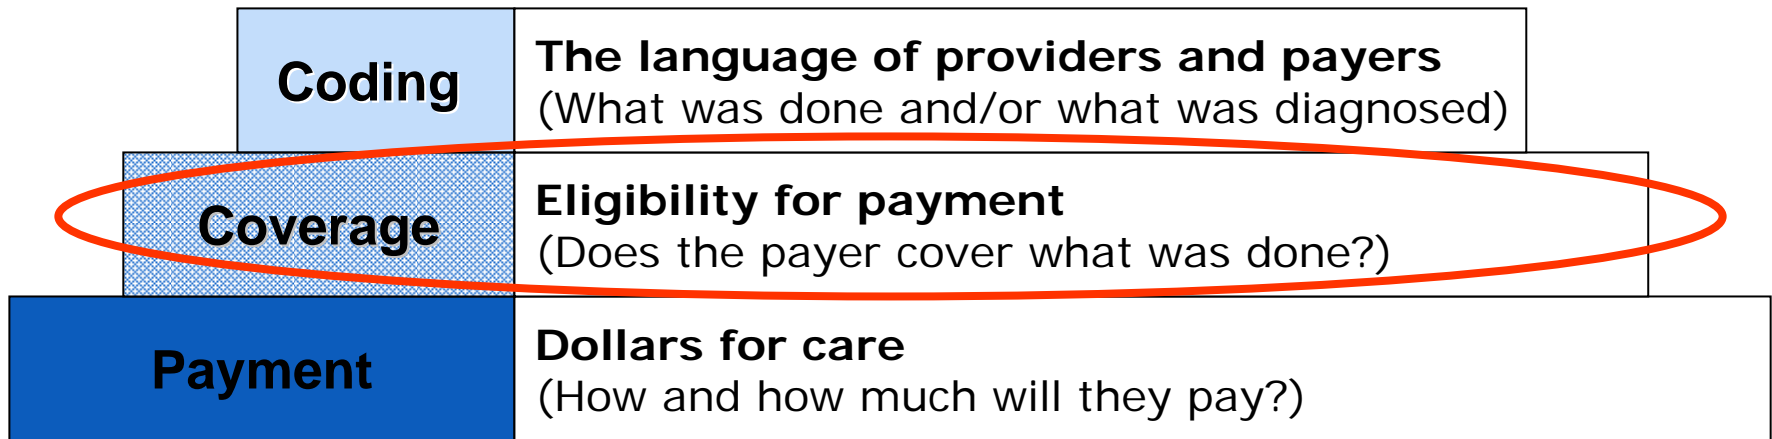 Coding
The language of providers and payers
(What was done and/or what was diagnosed)
Coverage
Eligibility for payment
(Does the payer cover what was done?)
Payment
Dollars for care
(How and how much will they pay?)